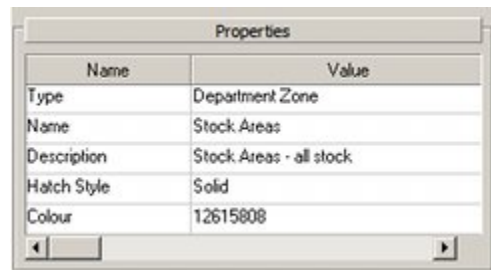 Properties
Name Value
Type Department Zone
Name Stock Areas
Description Stock Areas - all stock
Hatch Style Solid
Colour 12615808